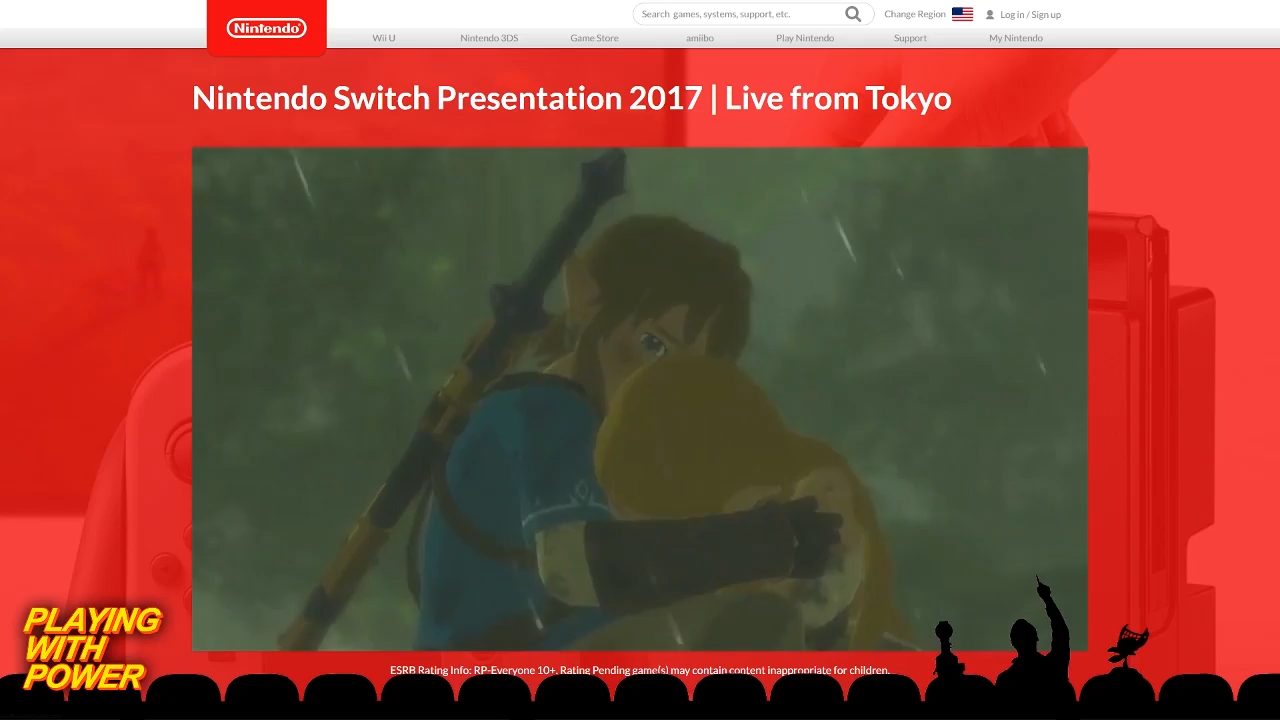 Nintendo
Search games, systems, support, etc.
Change Region
Log in / Sign up
Wii U
Nintendo 3DS
Game Store
amiibo
Play Nintendo
Support
My Nintendo
Nintendo Switch Presentation 2017 | Live from Tokyo
PLAYING
WITH
POWER
ESRB Rating Info: RP-Everyone 10+. Rating Pending game(s) may contain content inappropriate for children.